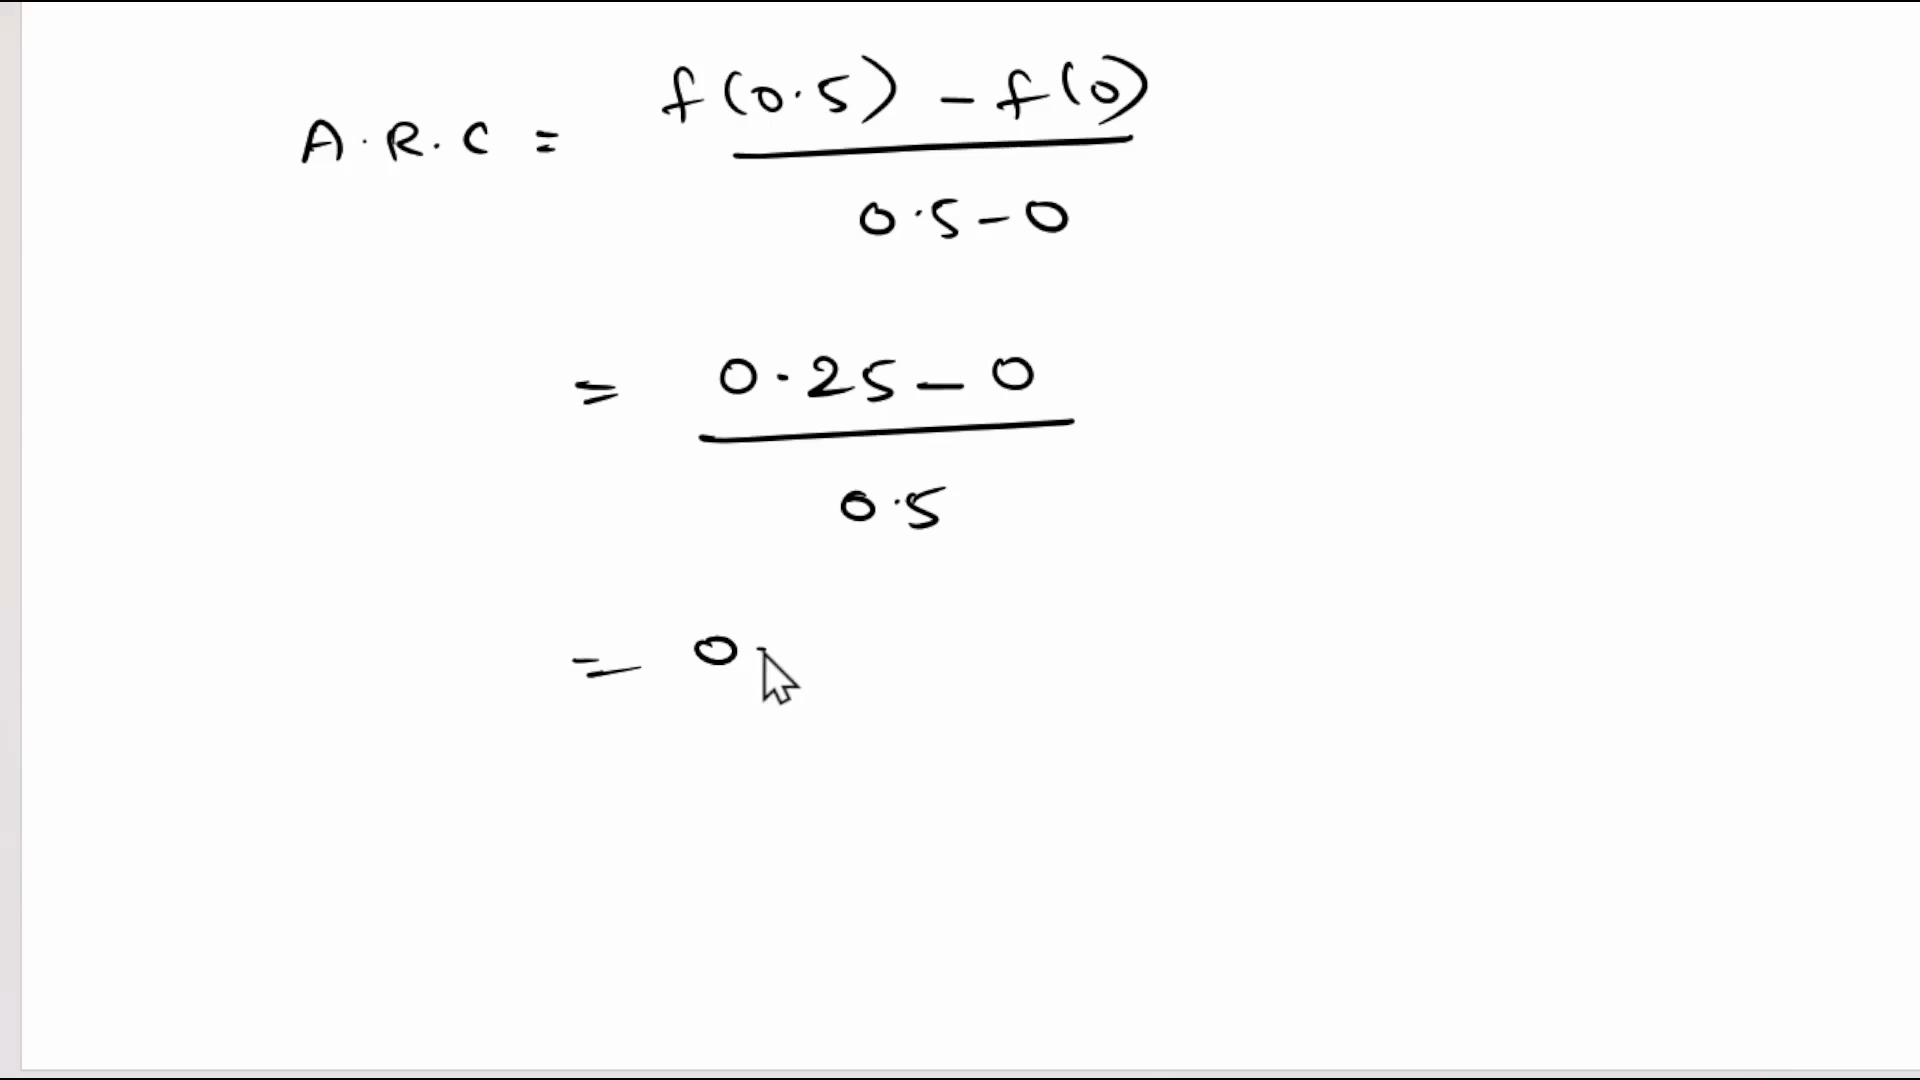 A.R.C = f(0.5) - f(0)
0.5 - 0
= 0.25 - 0
0.5
= 0.